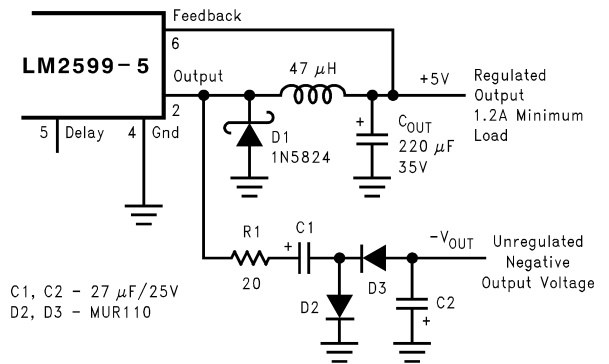 Feedback
6
LM2599-5
Output
2
5
Delay
4
Gnd
47 μH
+5V
Regulated
Output
1.2A Minimum
Load
D1
1N5824
+
COUT
220 μF
35V
R1
20
+
C1
D2
D3
-VOUT
Unregulated
Negative
Output Voltage
C2
+
C1, C2 - 27 μF/25V
D2, D3 - MUR110